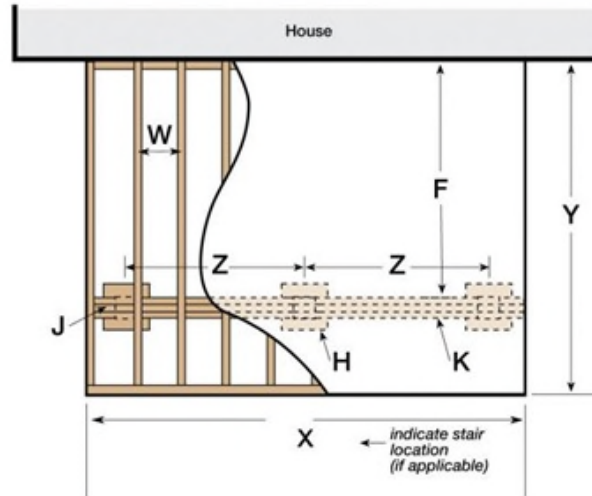 House
W
F
Y
Z
Z
J
H
K
X
indicate stair
location
(if applicable)